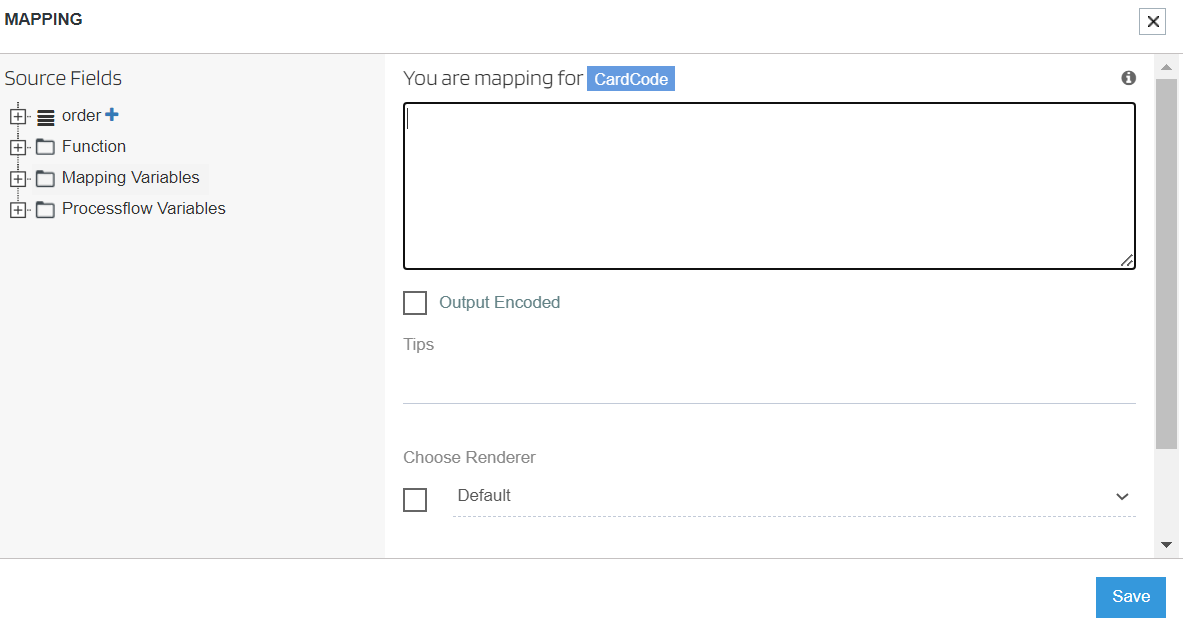 MAPPING
Source Fields
order
Function
Mapping Variables
Processflow Variables
You are mapping for CardCode
Output Encoded
Tips
Choose Renderer
Default
Save